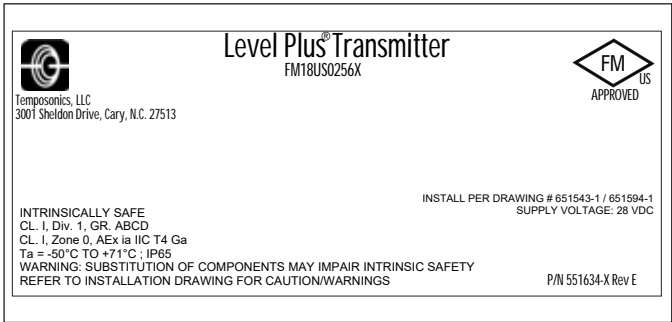 Level Plus® Transmitter
FM18US0256X
FM
US
APPROVED
Temposonics, LLC
3001 Sheldon Drive, Cary, N.C. 27513
INSTALL PER DRAWING # 651543-1 / 651594-1
SUPPLY VOLTAGE: 28 VDC
INTRINSICALLY SAFE
CL. I, Div. 1, GR. ABCD
CL. I, Zone 0, AEx ia IIC T4 Ga
Ta = -50°C TO +71°C ; IP65
WARNING: SUBSTITUTION OF COMPONENTS MAY IMPAIR INTRINSIC SAFETY
REFER TO INSTALLATION DRAWING FOR CAUTION/WARNINGS
P/N 551634-X Rev E